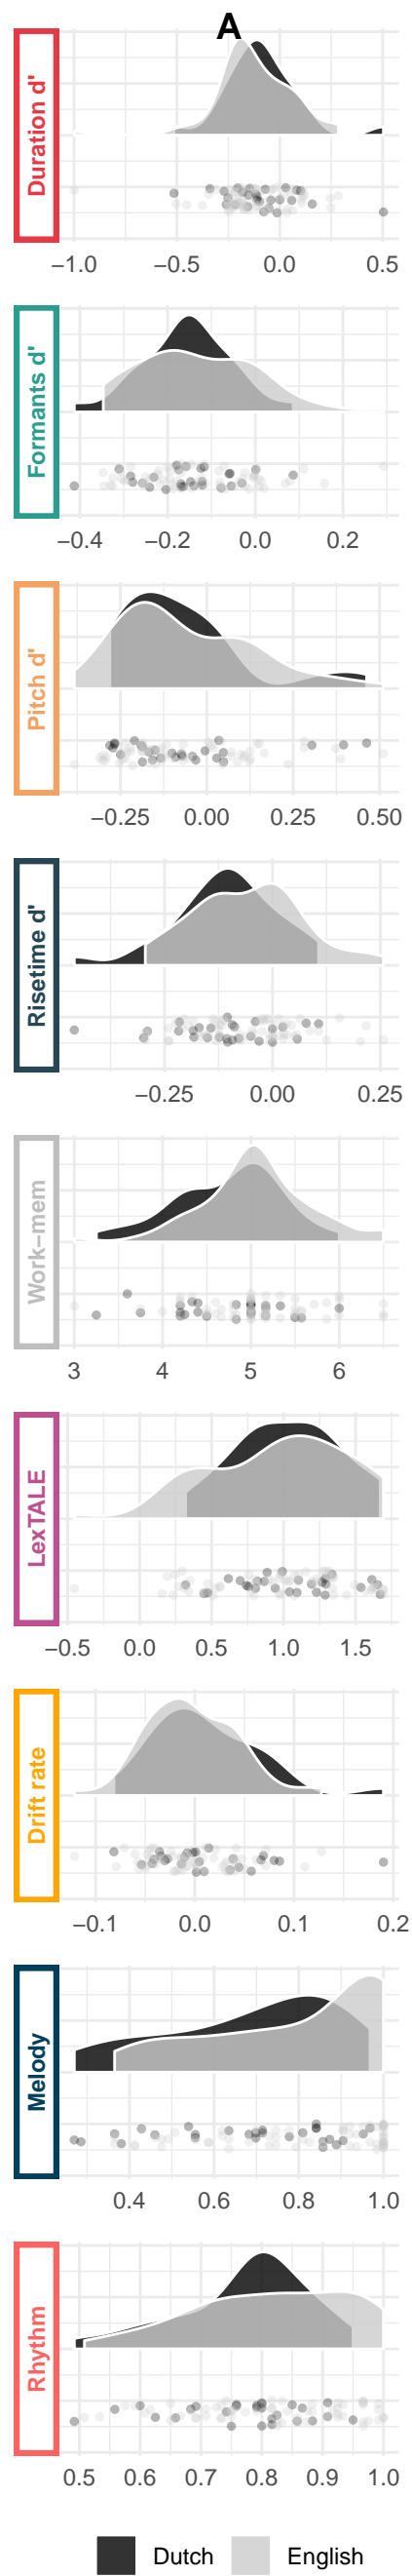 A
Duration d'
−1.0 −0.5 0.0 0.5
Formants d'
−0.4 −0.2 0.0 0.2
Pitch d'
−0.25 0.00 0.25 0.50
Risetime d'
−0.25 0.00 0.25
Work−mem
3 4 5 6
LexTALE
−0.5 0.0 0.5 1.0 1.5
Drift rate
−0.1 0.0 0.1 0.2
Melody
0.4 0.6 0.8 1.0
Rhythm
0.5 0.6 0.7 0.8 0.9 1.0
Dutch English